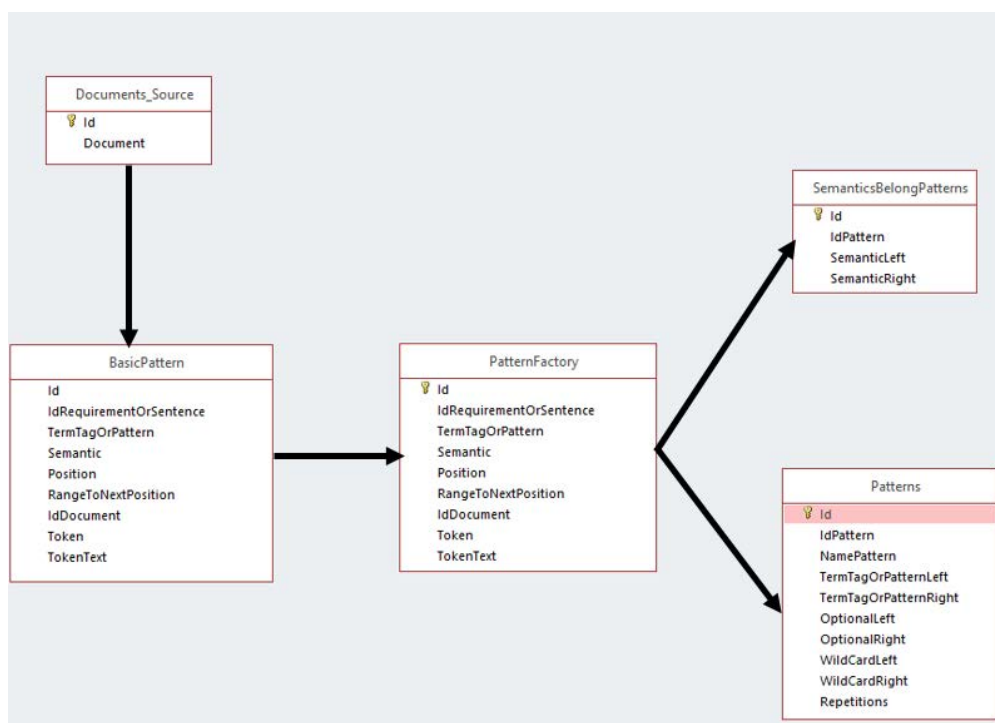 Documents_Source
Id
Document
SemanticsBelongPatterns
Id
IdPattern
SemanticLeft
SemanticRight
BasicPattern
Id
IdRequirementOrSentence
TermTagOrPattern
Semantic
Position
RangeToNextPosition
IdDocument
Token
TokenText
PatternFactory
Id
IdRequirementOrSentence
TermTagOrPattern
Semantic
Position
RangeToNextPosition
IdDocument
Token
TokenText
Patterns
Id
IdPattern
NamePattern
TermTagOrPatternLeft
TermTagOrPatternRight
OptionalLeft
OptionalRight
WildCardLeft
WildCardRight
Repetitions